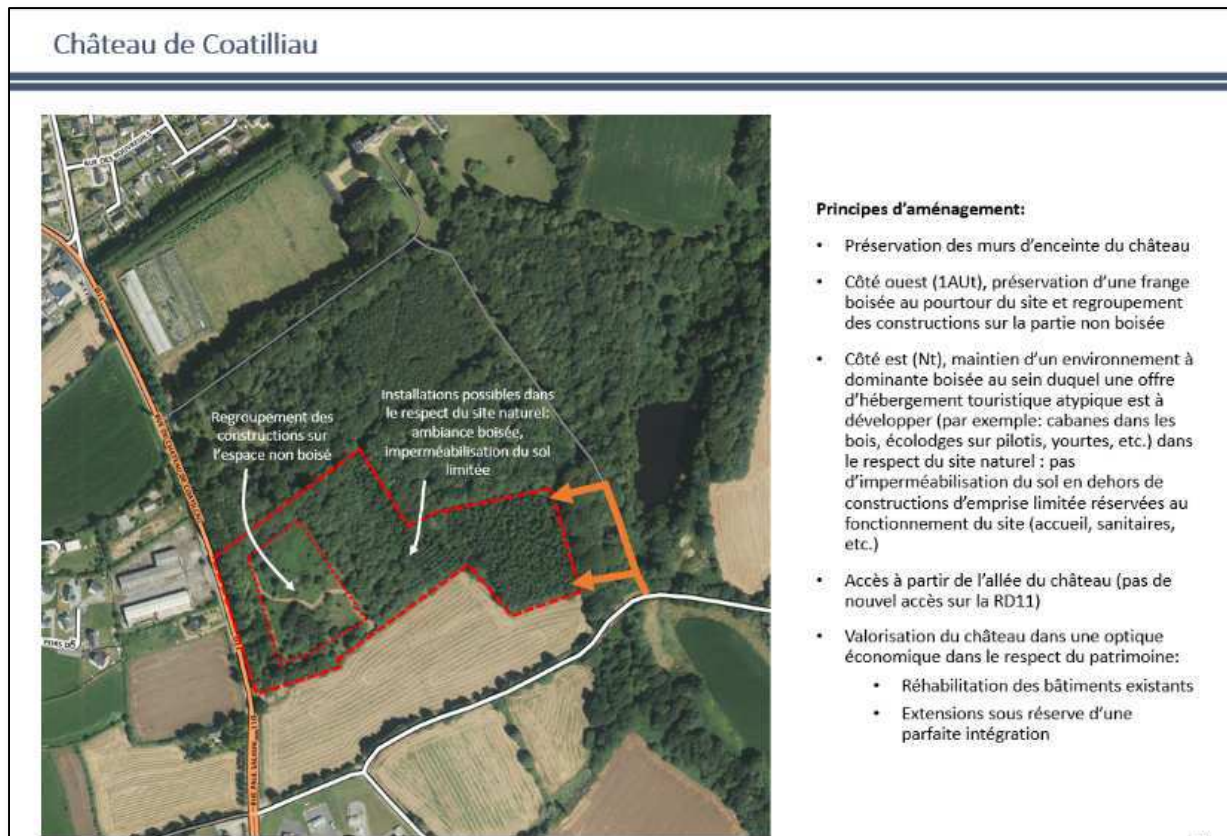 Château de Coatilliau
RUE DES BOUVREUILS
Regroupement des
constructions sur
l'espace non boisé
Installations possibles dans
le respect du site naturel:
ambiance boisée,
imperméabilisation du sol
limitée
D11
Principes d'aménagement:
• Préservation des murs d'enceinte du château
• Côté ouest (1AUt), préservation d'une frange
boisée au pourtour du site et regroupement
des constructions sur la partie non boisée
• Côté est (Nt), maintien d'un environnement à
dominante boisée au sein duquel une offre
d'hébergement touristique atypique est à
développer (par exemple: cabanes dans les
bois, écolodges sur pilotis, yourtes, etc.) dans
le respect du site naturel : pas
d'imperméabilisation du sol en dehors de
constructions d'emprise limitée réservées au
fonctionnement du site (accueil, sanitaires,
etc.)
• Accès à partir de l'allée du château (pas de
nouvel accès sur la RD11)
• Valorisation du château dans une optique
économique dans le respect du patrimoine:
• Réhabilitation des bâtiments existants
• Extensions sous réserve d'une
parfaite intégration